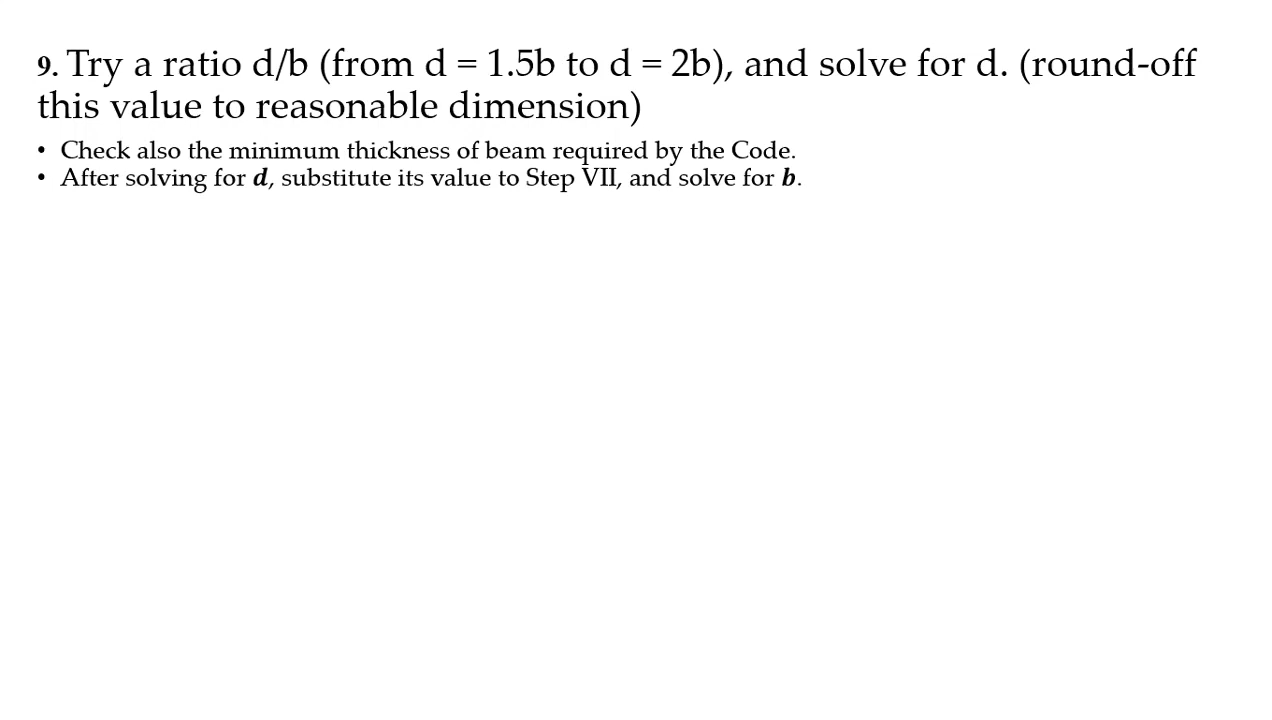 9. Try a ratio d/b (from d = 1.5b to d = 2b), and solve for d. (round-off
this value to reasonable dimension)
• Check also the minimum thickness of beam required by the Code.
• After solving for d, substitute its value to Step VII, and solve for b.